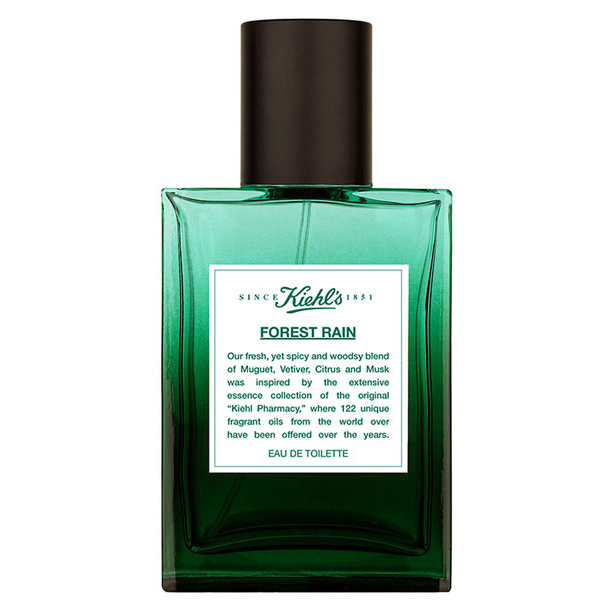 SINCE Kiehl's 1851
FOREST RAIN
Our fresh, yet spicy and woodsy blend
of Muguet, Vetiver, Citrus and Musk
was inspired by the extensive
essence collection of the original
“Kiehl Pharmacy,” where 122 unique
fragrant oils from the world over
have been offered over the years.
EAU DE TOILETTE